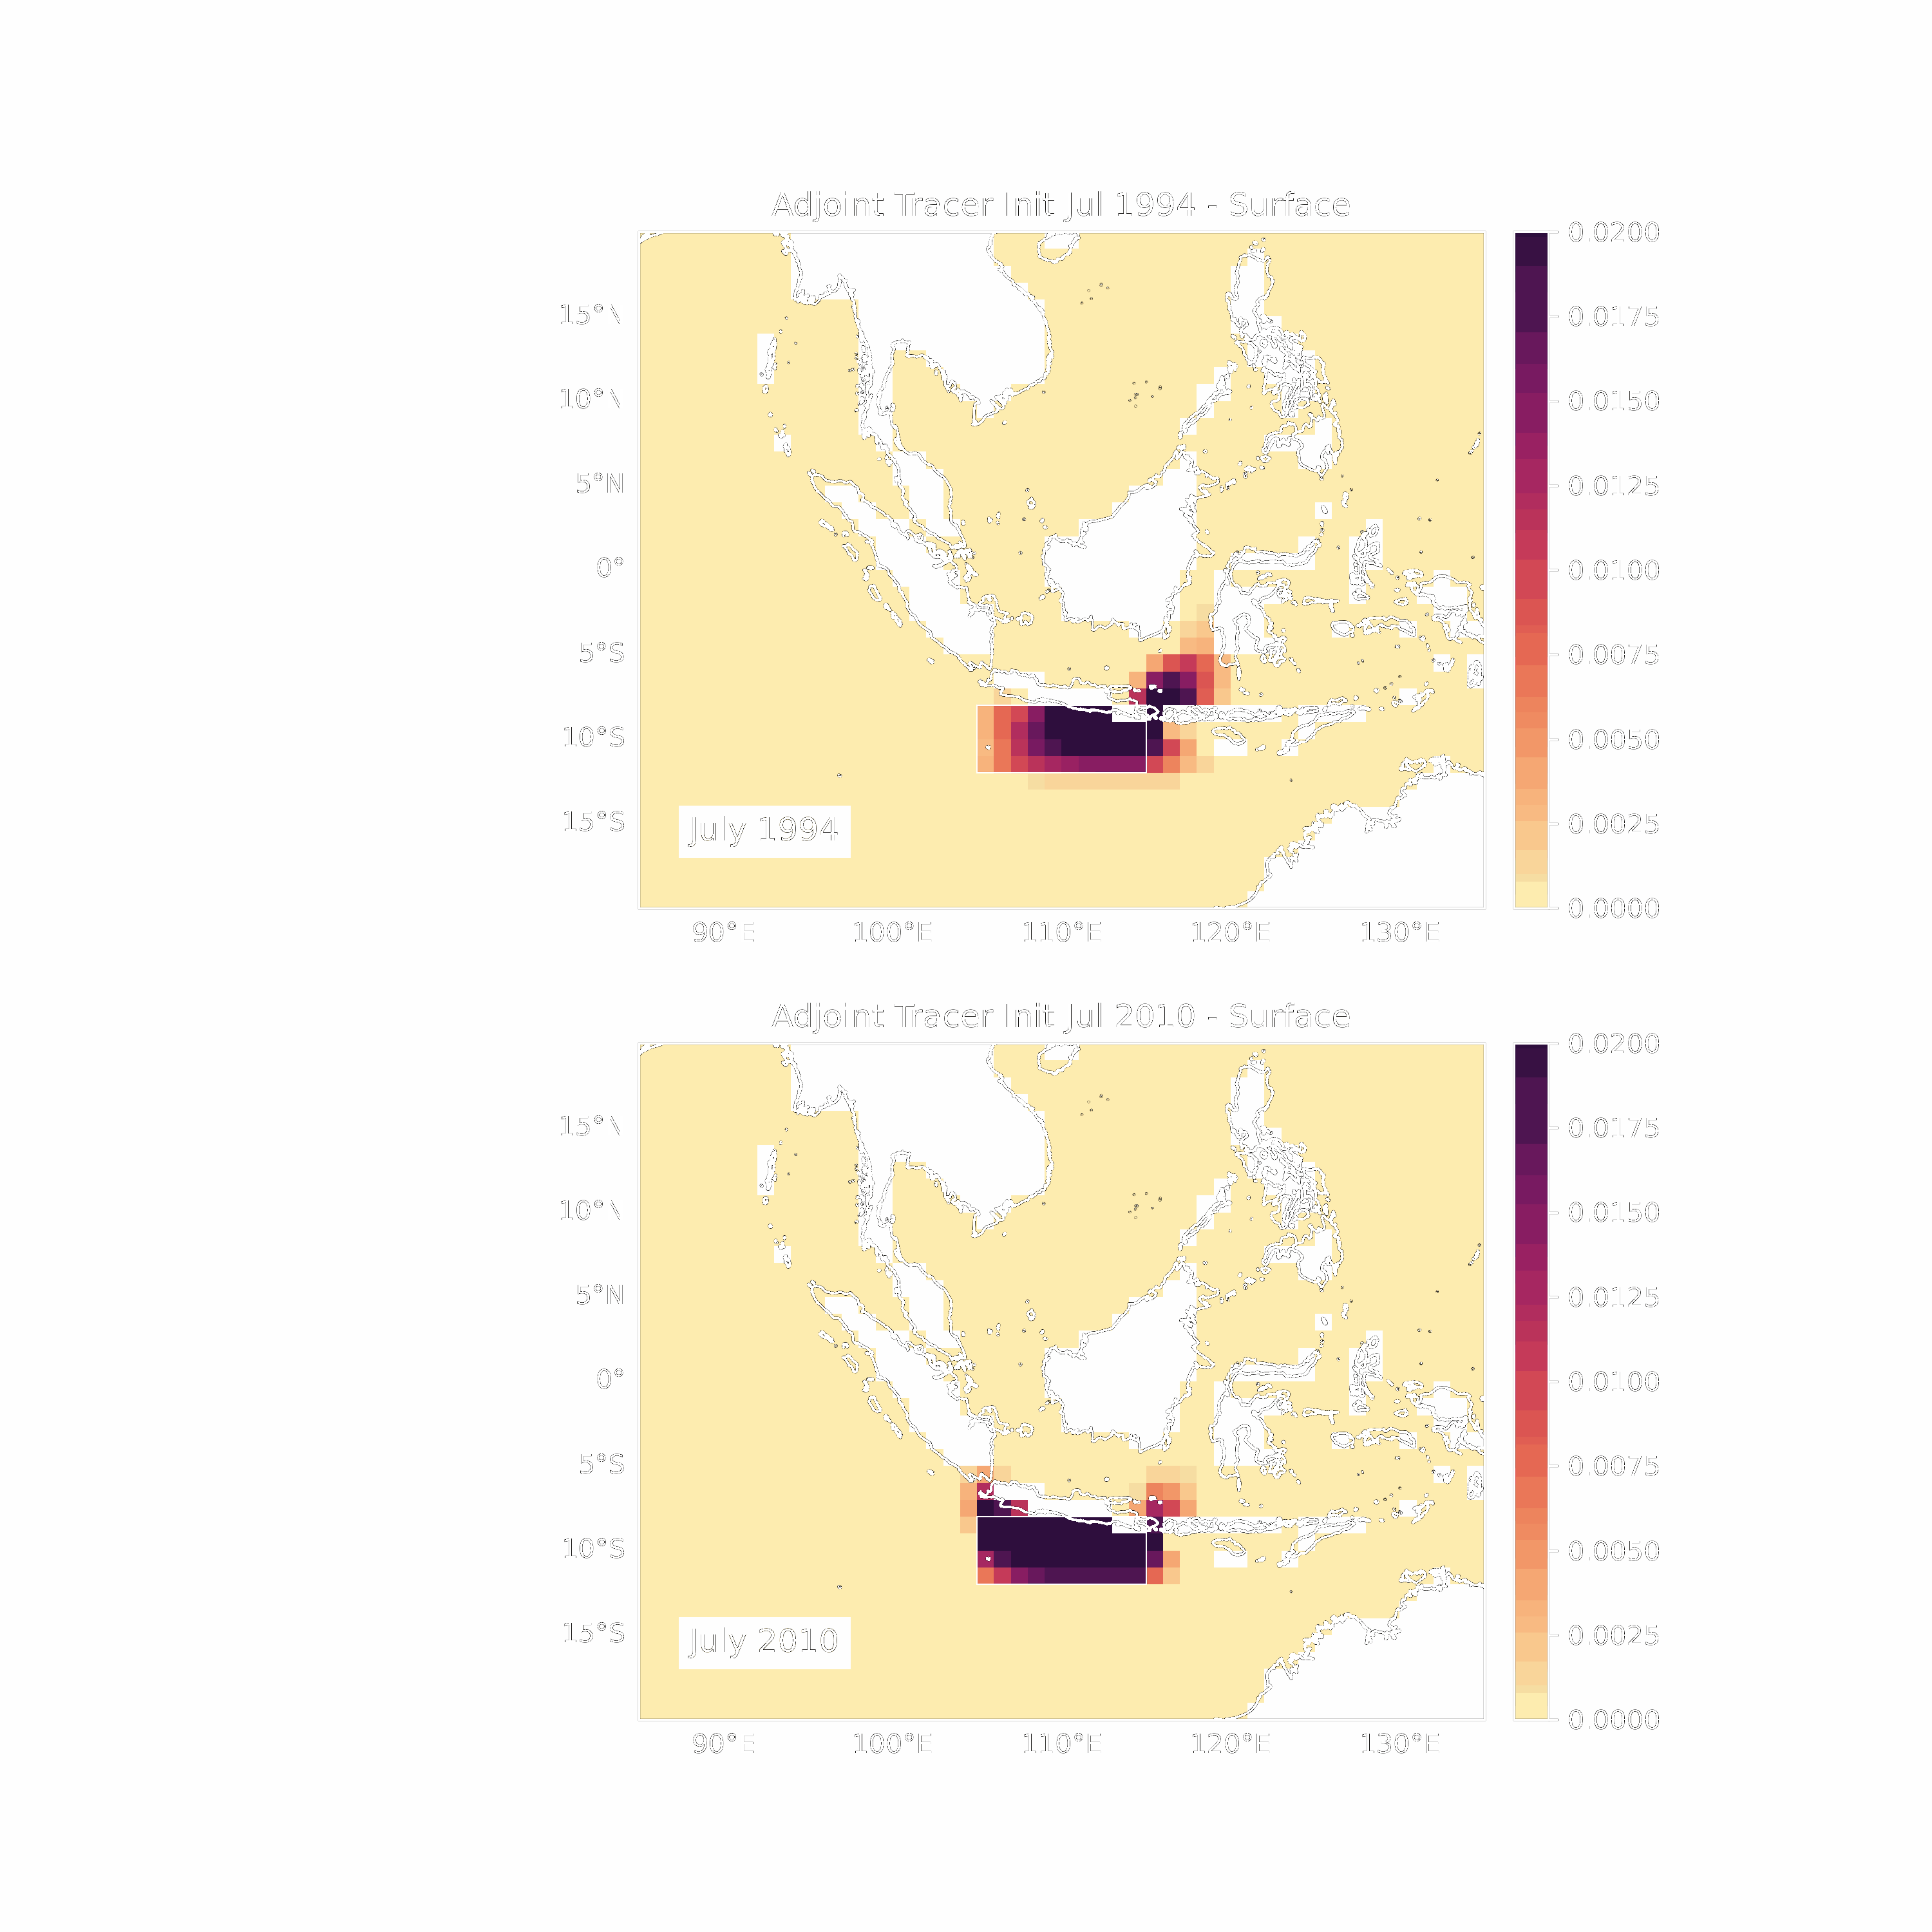 Adjoint Tracer Init Jul 1994 - Surface
0.0200
15°\
0.0175
10°\
0.0150
5°N
0.0125
0°
0.0100
5°S
0.0075
10°S
0.0050
15°S
July 1994
0.0025
0.0000
90°E 100°E 110°E 120°E 130°E
Adjoint Tracer Init Jul 2010 - Surface
0.0200
15°\
0.0175
10°\
0.0150
5°N
0.0125
0°
0.0100
5°S
0.0075
10°S
0.0050
15°S
July 2010
0.0025
0.0000
90°E 100°E 110°E 120°E 130°E